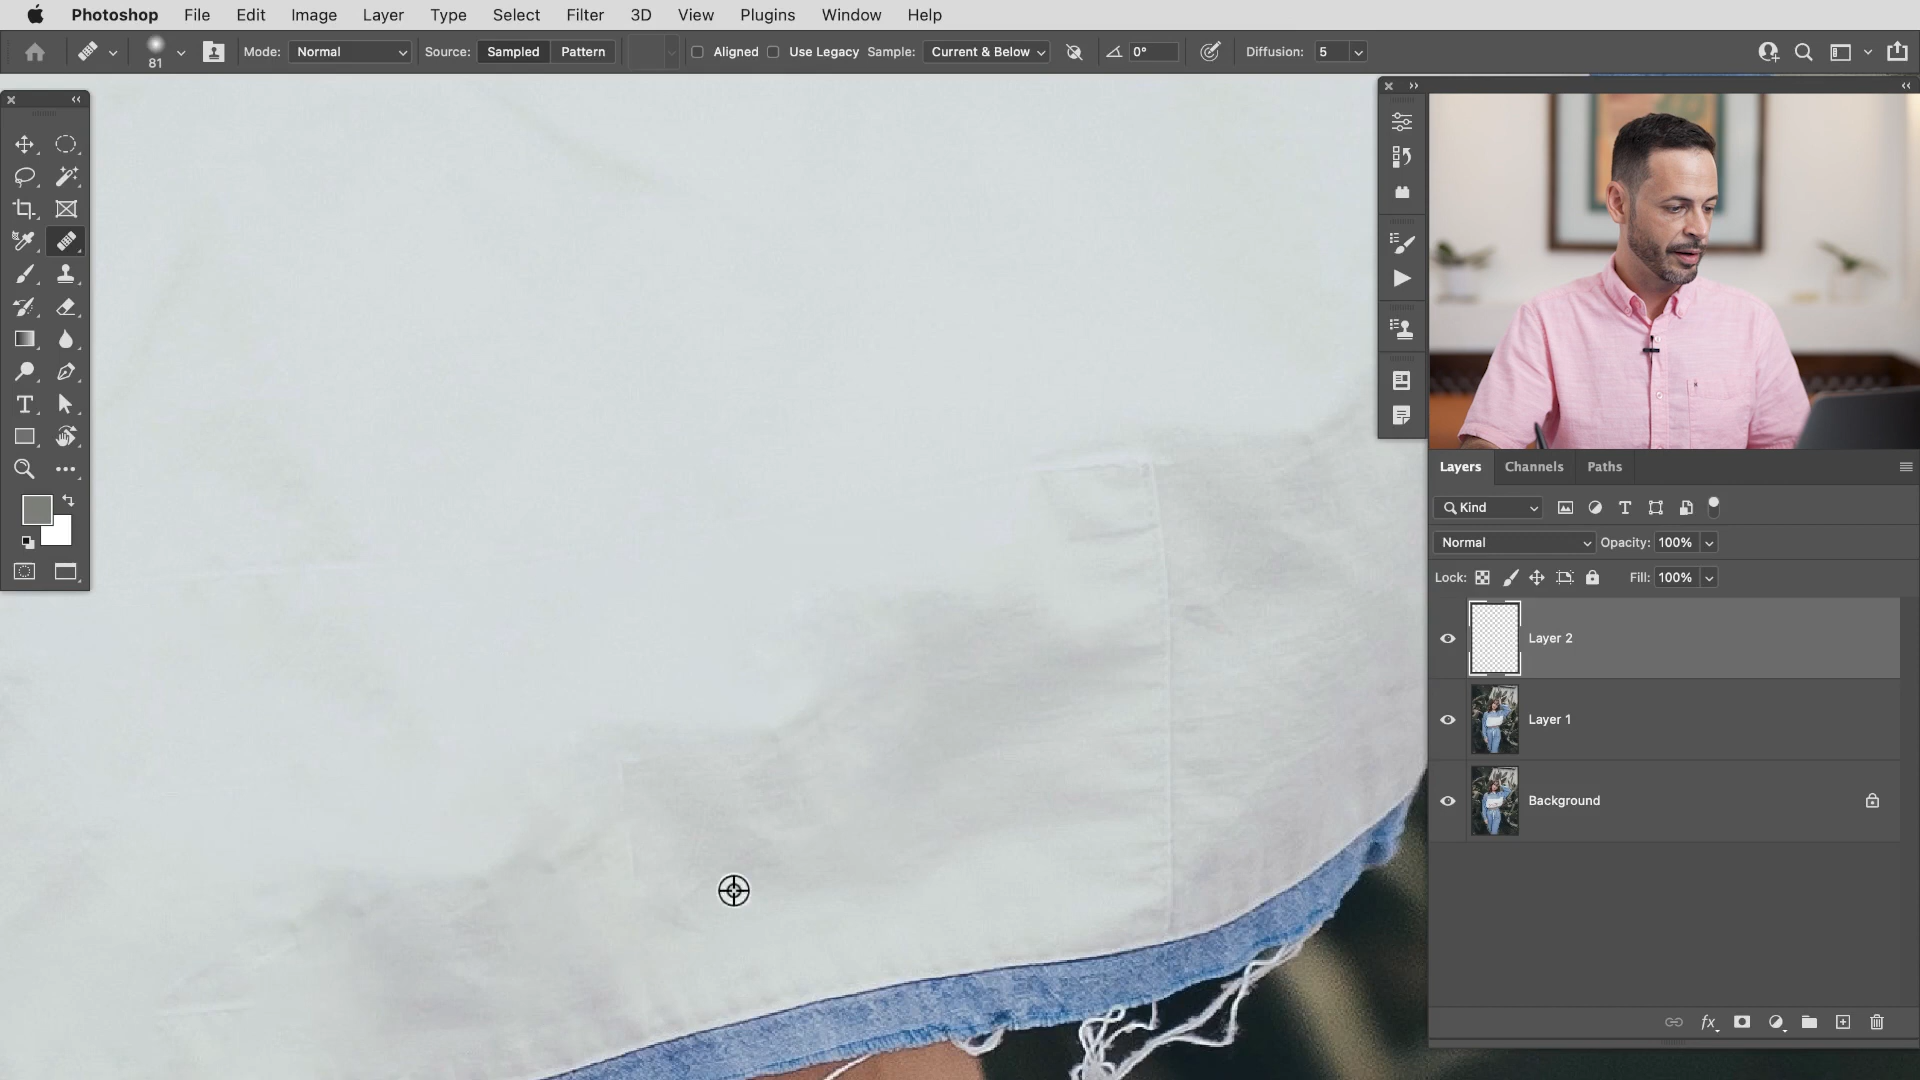 Photoshop File Edit Image Layer Type Select Filter 3D View Plugins Window Help
81 Mode: Normal Source: Sampled Pattern Aligned Use Legacy Sample: Current & Below 0° Diffusion: 5
Layers Channels Paths
Kind
Normal Opacity: 100%
Lock: Fill: 100%
Layer 2
Layer 1
Background